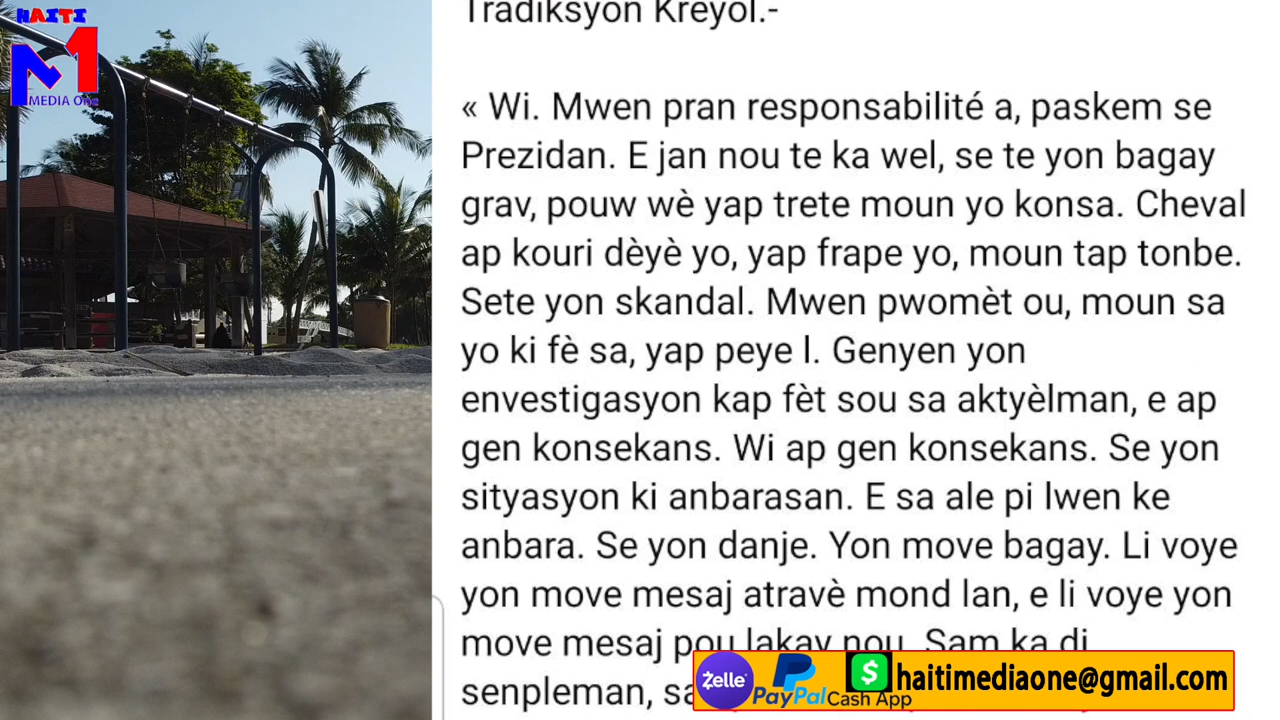 HAITI
M1
MEDIA One
Tradiksyon Kreyol.-
« Wi. Mwen pran responsabilité a, paskem se
Prezidan. E jan nou te ka wel, se te yon bagay
grav, pouw wè yap trete moun yo konsa. Cheval
ap kouri dèyè yo, yap frape yo, moun tap tonbe.
Sete yon skandal. Mwen pwomèt ou, moun sa
yo ki fè sa, yap peye l. Genyen yon
envestigasyon kap fèt sou sa aktyèlman, e ap
gen konsekans. Wi ap gen konsekans. Se yon
sityasyon ki anbarasan. E sa ale pi lwen ke
anbara. Se yon danje. Yon move bagay. Li voye
yon move mesaj atravè mond lan, e li voye yon
move mesaj pou lakay nou. Sam ka di
senpleman, sa
Zelle PayPal $ Cash App haitimediaone@gmail.com